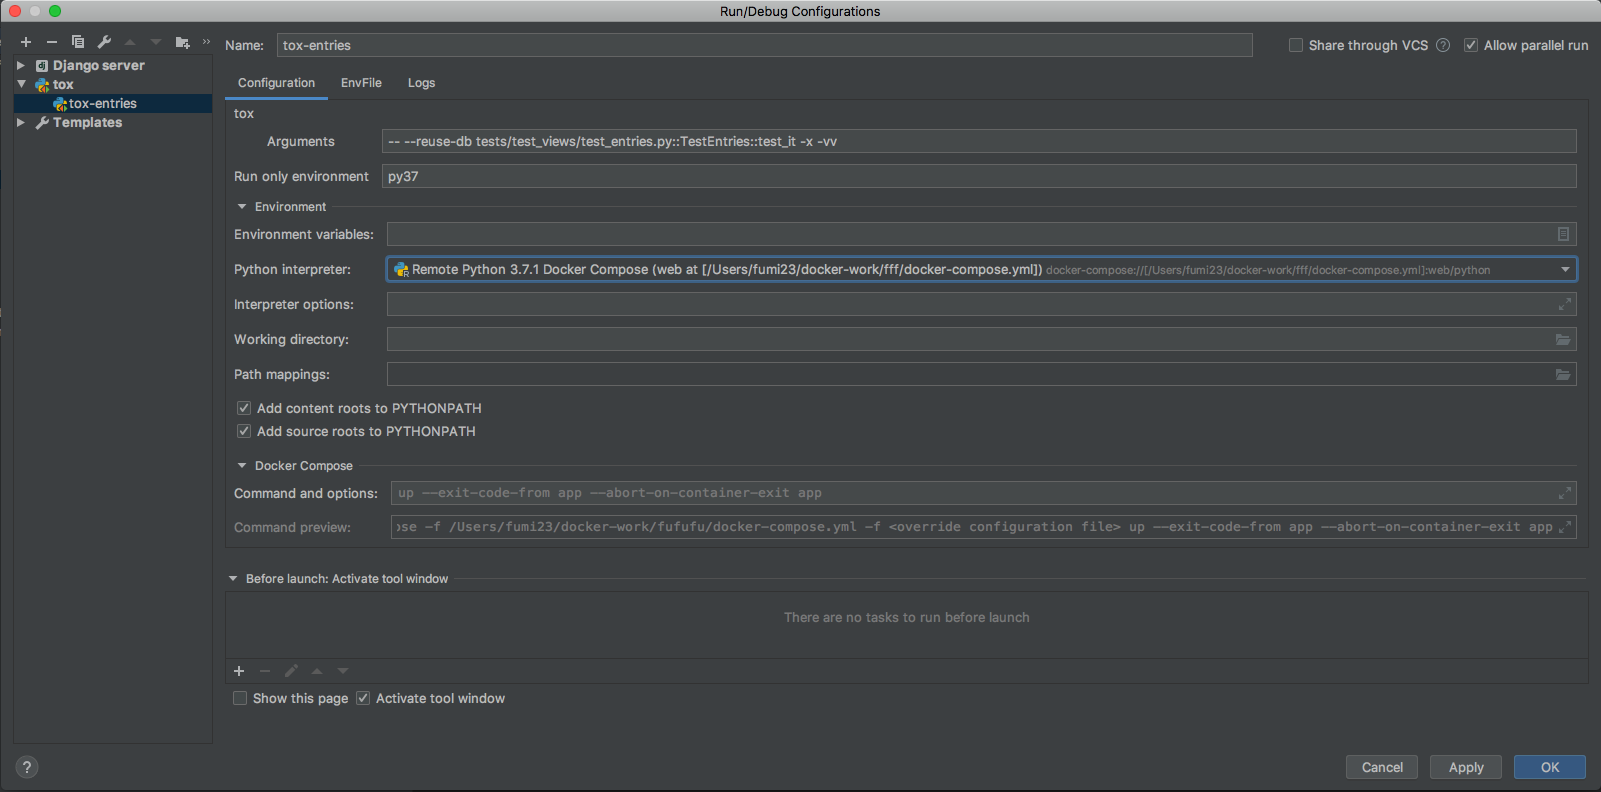 Run/Debug Configurations
Name: tox-entries
Share through VCS ? Allow parallel run
dj Django server
tox
tox-entries
Templates
Configuration EnvFile Logs
tox
Arguments -- --reuse-db tests/test_views/test_entries.py::TestEntries::test_it -x -vv
Run only environment py37
Environment
Environment variables:
Python interpreter: Remote Python 3.7.1 Docker Compose (web at [/Users/fumi23/docker-work/fff/docker-compose.yml]) docker-compose://[/Users/fumi23/docker-work/fff/docker-compose.yml]:web/python
Interpreter options:
Working directory:
Path mappings:
Add content roots to PYTHONPATH
Add source roots to PYTHONPATH
Docker Compose
Command and options: up --exit-code-from app --abort-on-container-exit app
Command preview: ose -f /Users/fumi23/docker-work/fufufu/docker-compose.yml -f <override configuration file> up --exit-code-from app --abort-on-container-exit app
Before launch: Activate tool window
There are no tasks to run before launch
Show this page Activate tool window
? Cancel Apply OK